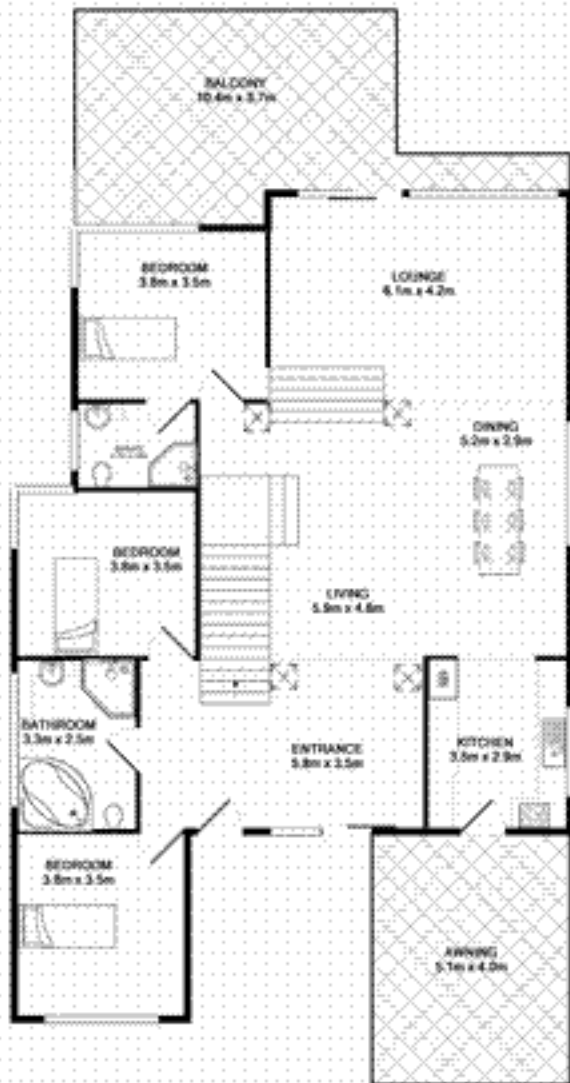 BALCONY
10.4m x 3.7m
BEDROOM
3.8m x 3.5m
LOUNGE
6.1m x 4.2m
DINING
5.2m x 2.9m
BEDROOM
3.8m x 3.5m
LIVING
5.9m x 4.6m
BATHROOM
3.3m x 2.5m
ENTRANCE
5.8m x 3.5m
KITCHEN
3.5m x 2.9m
BEDROOM
3.8m x 3.5m
AWNING
5.1m x 4.0m